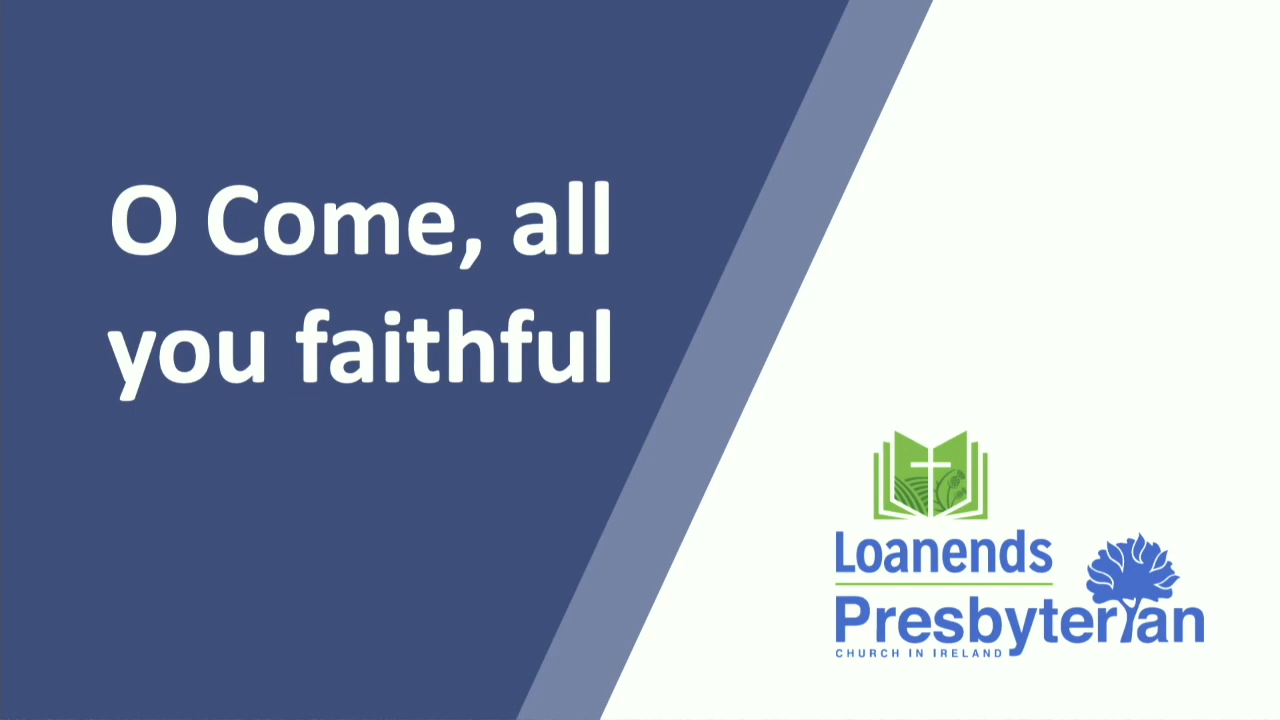 O Come, all
you faithful
Loanends
Presbyterian
CHURCH IN IRELAND